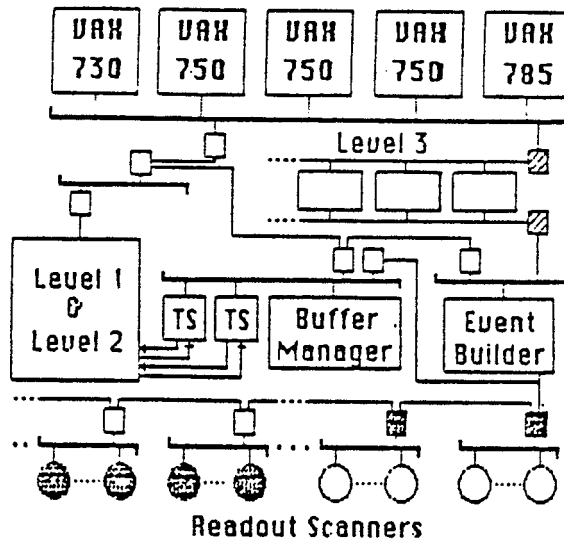 VAX VAX VAX VAX VAX
730 750 750 750 785
Level 3
Level 1
&
Level 2
TS TS
Buffer
Manager
Event
Builder
Readout Scanners